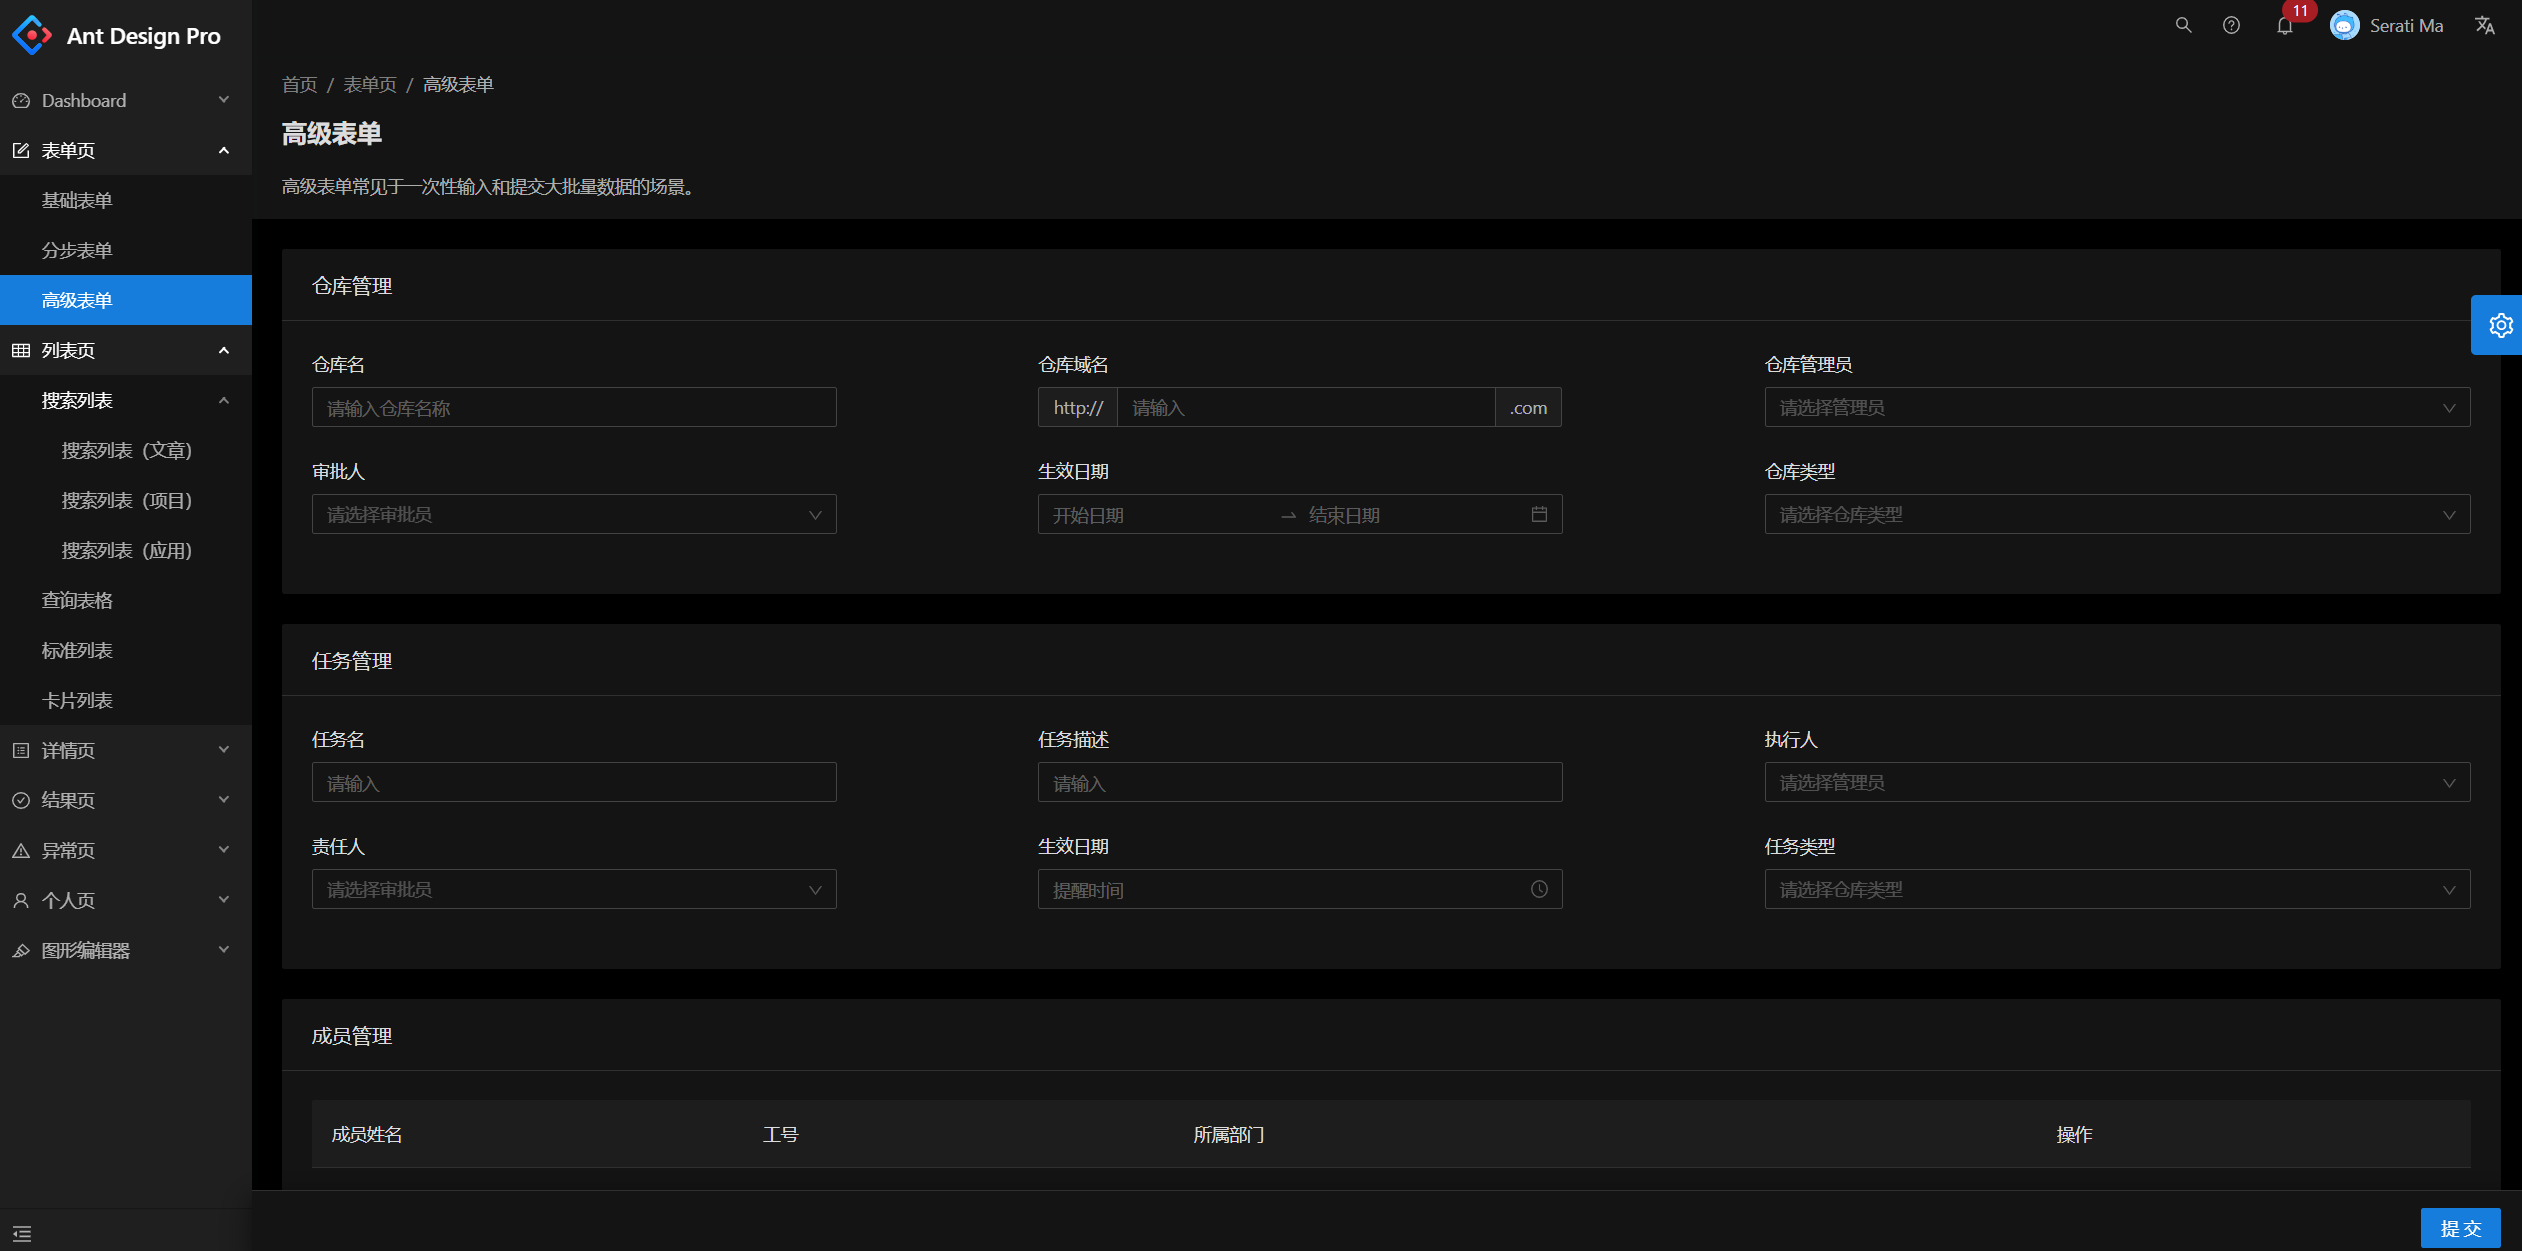 Ant Design Pro
11
Serati Ma
Dashboard
表单页
基础表单
分步表单
高级表单
列表页
搜索列表
搜索列表（文章）
搜索列表（项目）
搜索列表（应用）
查询表格
标准列表
卡片列表
详情页
结果页
异常页
个人页
图形编辑器
首页 / 表单页 / 高级表单
高级表单
高级表单常见于一次性输入和提交大批量数据的场景。
仓库管理
仓库名 仓库域名 仓库管理员
请输入仓库名称 http:// 请输入 .com 请选择管理员
审批人 生效日期 仓库类型
请选择审批员 开始日期 → 结束日期 请选择仓库类型
任务管理
任务名 任务描述 执行人
请输入 请输入 请选择管理员
责任人 生效日期 任务类型
请选择审批员 提醒时间 请选择仓库类型
成员管理
成员姓名 工号 所属部门 操作
提 交